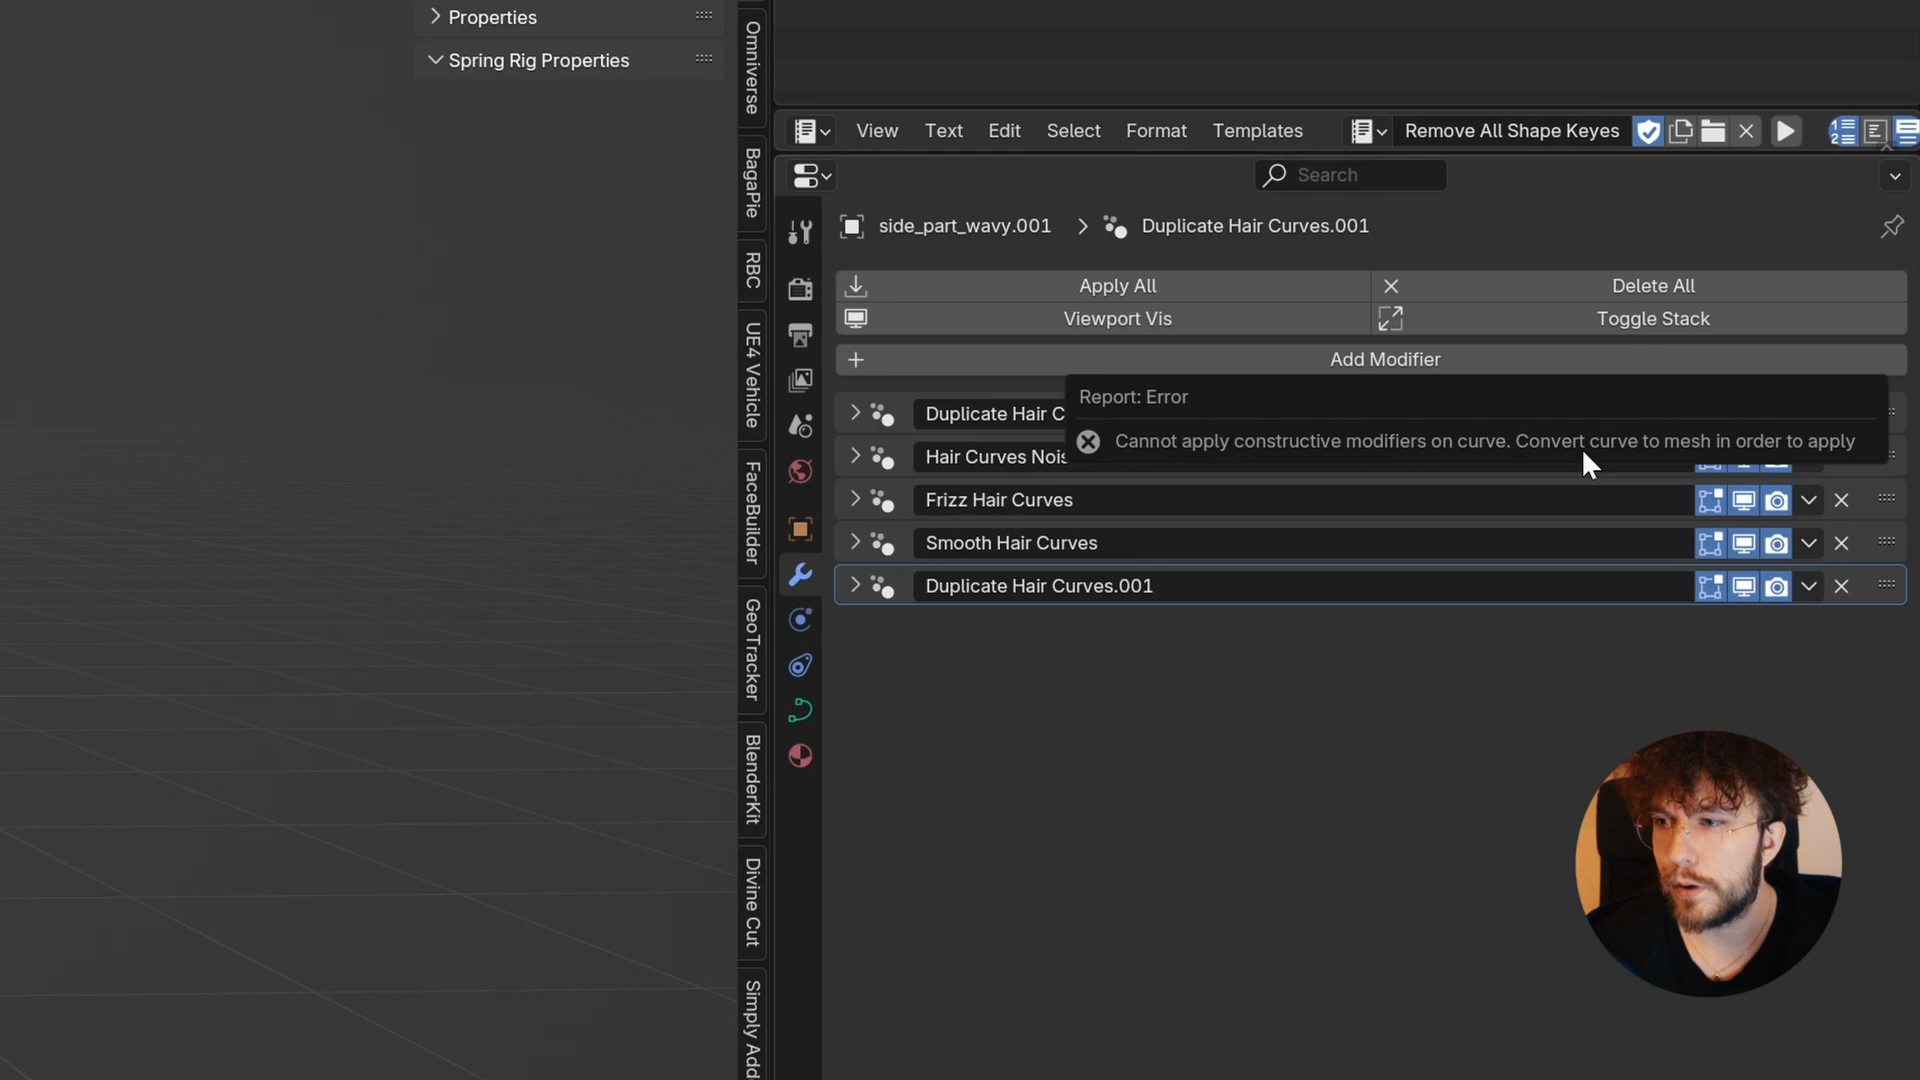 Properties
Spring Rig Properties
Omniverse
BagaPie
RBC
UE4 Vehicle
FaceBuilder
GeoTracker
BlenderKit
Divine Cut
Simply Add
View Text Edit Select Format Templates Remove All Shape Keyes
Search
side_part_wavy.001 > Duplicate Hair Curves.001
Apply All Delete All
Viewport Vis Toggle Stack
Add Modifier
Report: Error
Cannot apply constructive modifiers on curve. Convert curve to mesh in order to apply
Duplicate Hair C
Hair Curves Nois
Frizz Hair Curves
Smooth Hair Curves
Duplicate Hair Curves.001